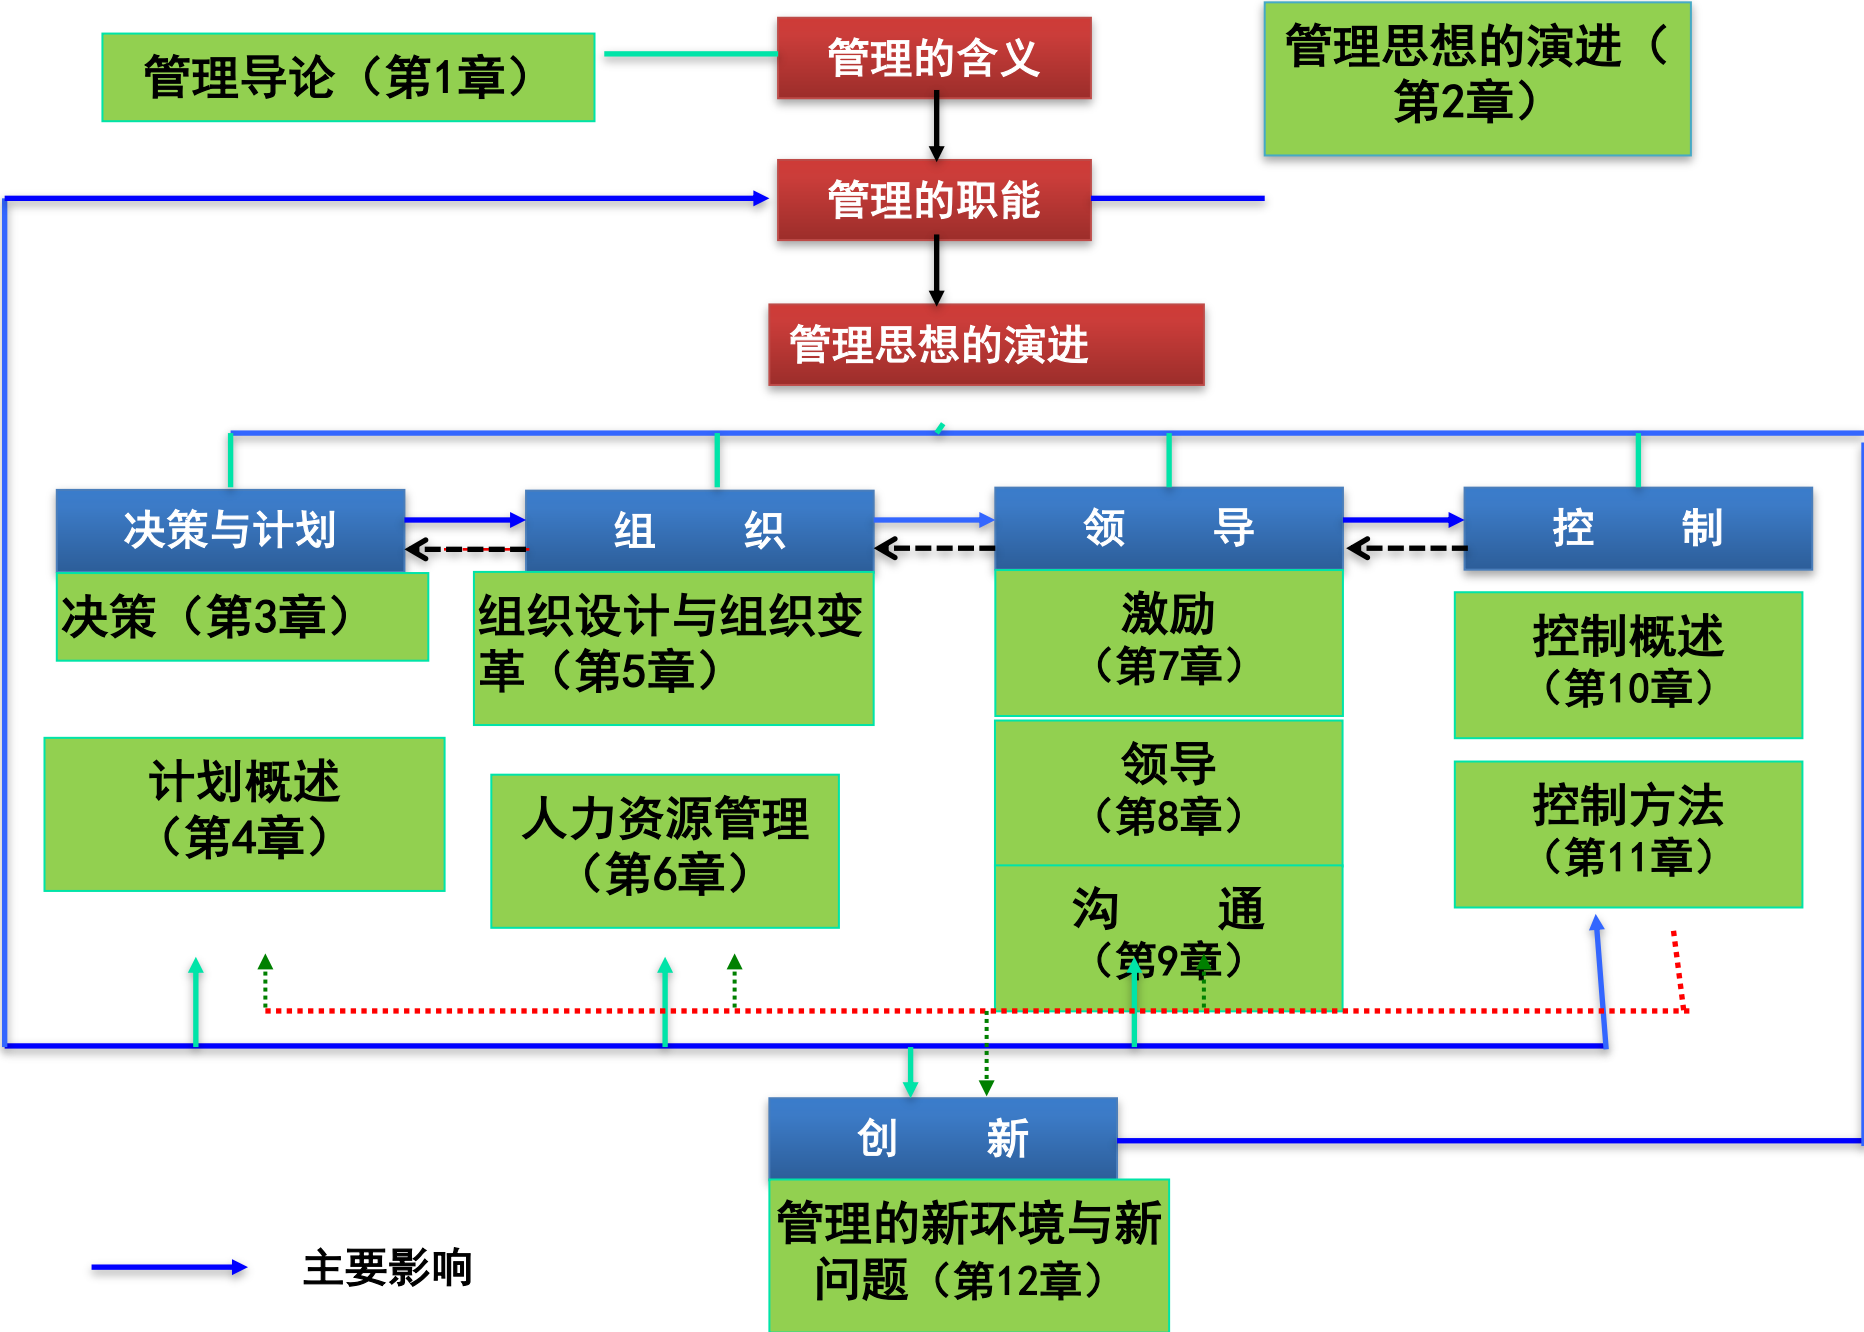 管理导论（第1章）
管理的含义
管理思想的演进（
第2章）
管理的职能
管理思想的演进
决策与计划
组 织
领 导
控 制
决策（第3章）
组织设计与组织变
革（第5章）
激励
（第7章）
控制概述
（第10章）
计划概述
（第4章）
人力资源管理
（第6章）
领导
（第8章）
控制方法
（第11章）
沟 通
（第9章）
创 新
管理的新环境与新
问题（第12章）
主要影响